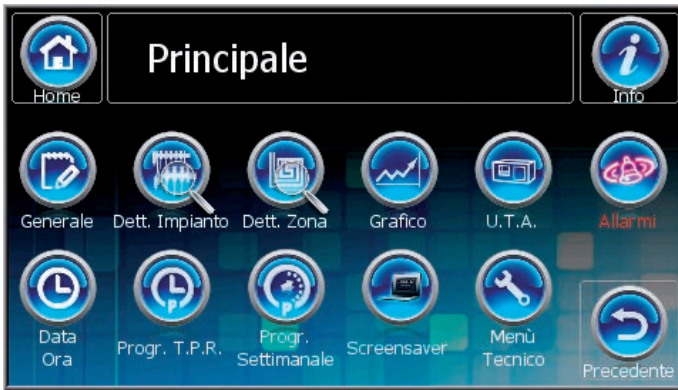 Principale
Home
Info
Generale
Dett. Impianto
Dett. Zona
Grafico
U.T.A.
Allarmi
Data
Ora
Progr. T.P.R.
Progr.
Settimanale
Screensaver
Menù
Tecnico
Precedente